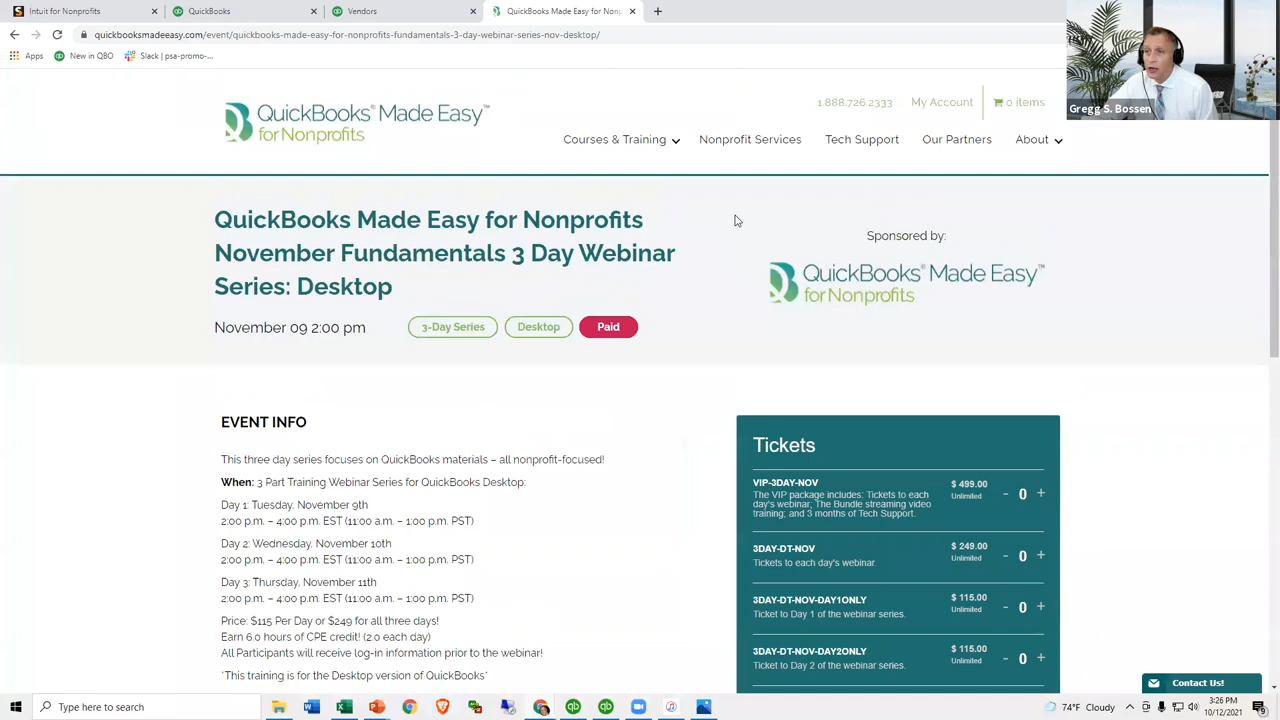 Intuit for Nonprofits
QuickBooks
Vendors
QuickBooks Made Easy for Nonp
quickbooksmadeeasy.com/event/quickbooks-made-easy-for-nonprofits-fundamentals-3-day-webinar-series-nov-desktop/
Apps
New in QBO
Slack | psa-promo-...
Gregg S. Bossen
1.888.726.2333
My Account
0 items
QuickBooks® Made Easy™
for Nonprofits
Courses & Training
Nonprofit Services
Tech Support
Our Partners
About
QuickBooks Made Easy for Nonprofits
November Fundamentals 3 Day Webinar
Series: Desktop
November 09 2:00 pm
3-Day Series
Desktop
Paid
Sponsored by:
QuickBooks® Made Easy™
for Nonprofits
EVENT INFO
This three day series focuses on QuickBooks materials – all nonprofit-focused!
When: 3 Part Training Webinar Series for QuickBooks Desktop:
Day 1: Tuesday, November 9th
2:00 p.m. – 4:00 p.m. EST (11:00 a.m. – 1:00 p.m. PST)
Day 2: Wednesday, November 10th
2:00 p.m. – 4:00 p.m. EST (11:00 a.m. – 1:00 p.m. PST)
Day 3: Thursday, November 11th
2:00 p.m. – 4:00 p.m. EST (11:00 a.m. – 1:00 p.m. PST)
Price: $115 Per Day or $249 for all three days!
Earn 6.0 hours of CPE credit! (2.0 each day)
All Participants will receive log-in information prior to the webinar!
*This training is for the Desktop version of QuickBooks*
Tickets
VIP-3DAY-NOV
The VIP package includes: Tickets to each
day's webinar; The Bundle streaming video
training; and 3 months of Tech Support.
$ 499.00
Unlimited
- 0 +
3DAY-DT-NOV
Tickets to each day's webinar.
$ 249.00
Unlimited
- 0 +
3DAY-DT-NOV-DAY1ONLY
Ticket to Day 1 of the webinar series.
$ 115.00
Unlimited
- 0 +
3DAY-DT-NOV-DAY2ONLY
Ticket to Day 2 of the webinar series.
$ 115.00
Unlimited
- 0 +
Contact Us!
Type here to search
74°F Cloudy
3:26 PM
10/12/2021